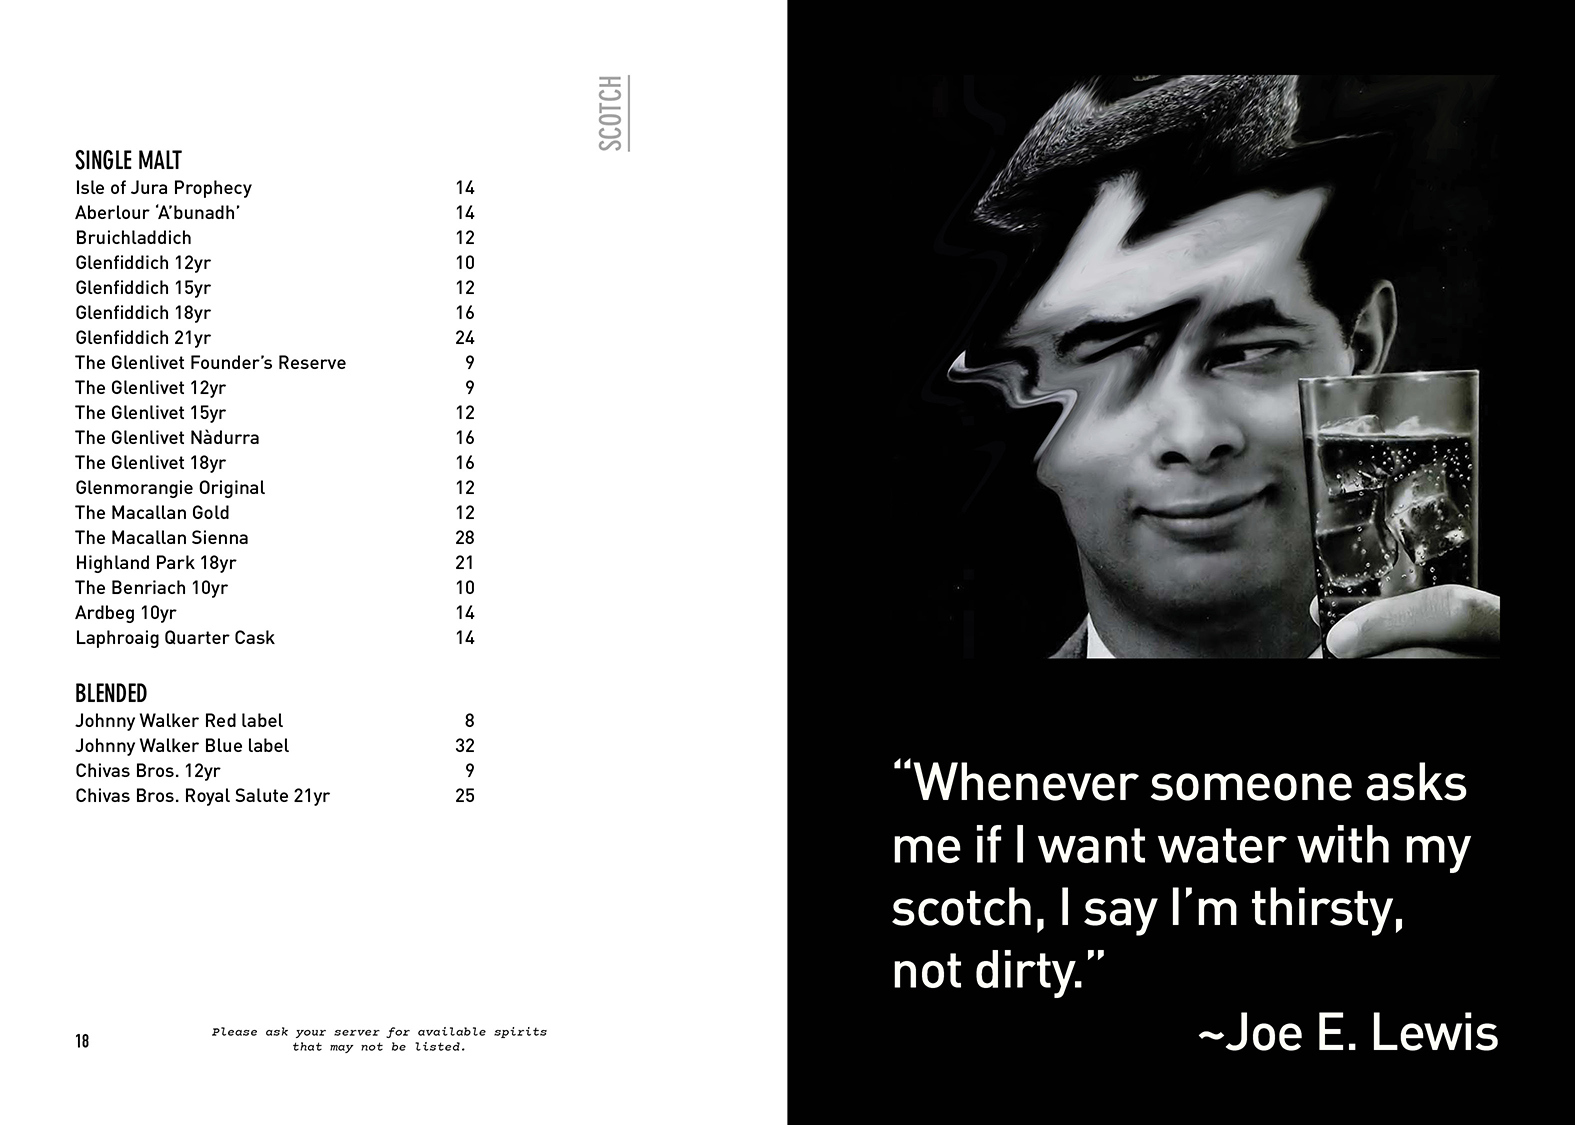 SCOTCH
SINGLE MALT
Isle of Jura Prophecy 14
Aberlour ‘A’bunadh’ 14
Bruichladdich 12
Glenfiddich 12yr 10
Glenfiddich 15yr 12
Glenfiddich 18yr 16
Glenfiddich 21yr 24
The Glenlivet Founder’s Reserve 9
The Glenlivet 12yr 9
The Glenlivet 15yr 12
The Glenlivet Nàdurra 16
The Glenlivet 18yr 16
Glenmorangie Original 12
The Macallan Gold 12
The Macallan Sienna 28
Highland Park 18yr 21
The Benriach 10yr 10
Ardbeg 10yr 14
Laphroaig Quarter Cask 14
BLENDED
Johnny Walker Red label 8
Johnny Walker Blue label 32
Chivas Bros. 12yr 9
Chivas Bros. Royal Salute 21yr 25
18
Please ask your server for available spirits
that may not be listed.
“Whenever someone asks
me if I want water with my
scotch, I say I’m thirsty,
not dirty.”
~Joe E. Lewis